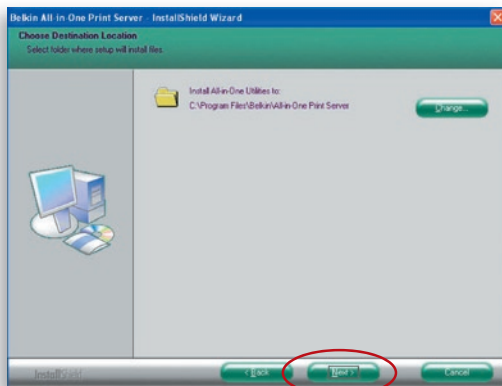 Belkin All-in-One Print Server - InstallShield Wizard
Choose Destination Location
Select folder where setup will install files.
Install All-in-One Utilities to:
C:\Program Files\Belkin\All-in-One Print Server
Change...
InstallShield
< Back
Next >
Cancel